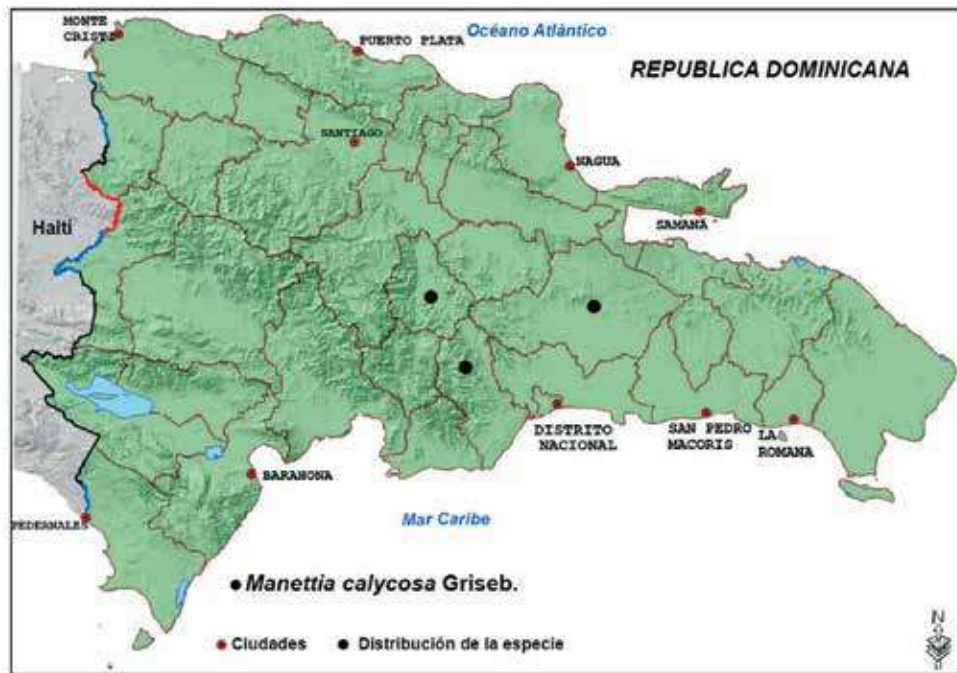 MONTE
CRISTI
Océano Atlàntico
PUERTO PLATA
REPUBLICA DOMINICANA
SANTIAGO
NAGUA
SAMANÁ
Haití
DISTRITO
NACIONAL
SAN PEDRO
MACORIS
LA
ROMANA
BARAHONA
PEDERNALES
Mar Caribe
Manettia calycosa Griseb.
Ciudades
Distribución de la especie
N